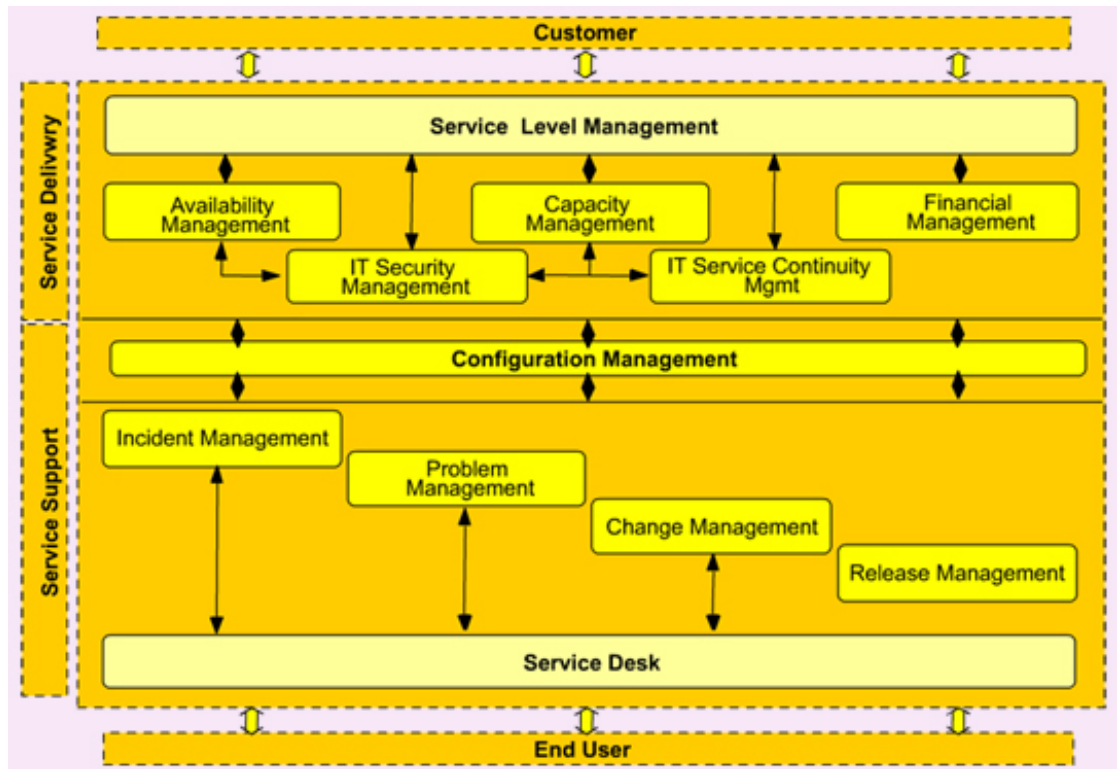 Customer
Service Delivwry
Service Level Management
Availability
Management
Capacity
Management
Financial
Management
IT Security
Management
IT Service Continuity
Mgmt
Service Support
Configuration Management
Incident Management
Problem
Management
Change Management
Release Management
Service Desk
End User